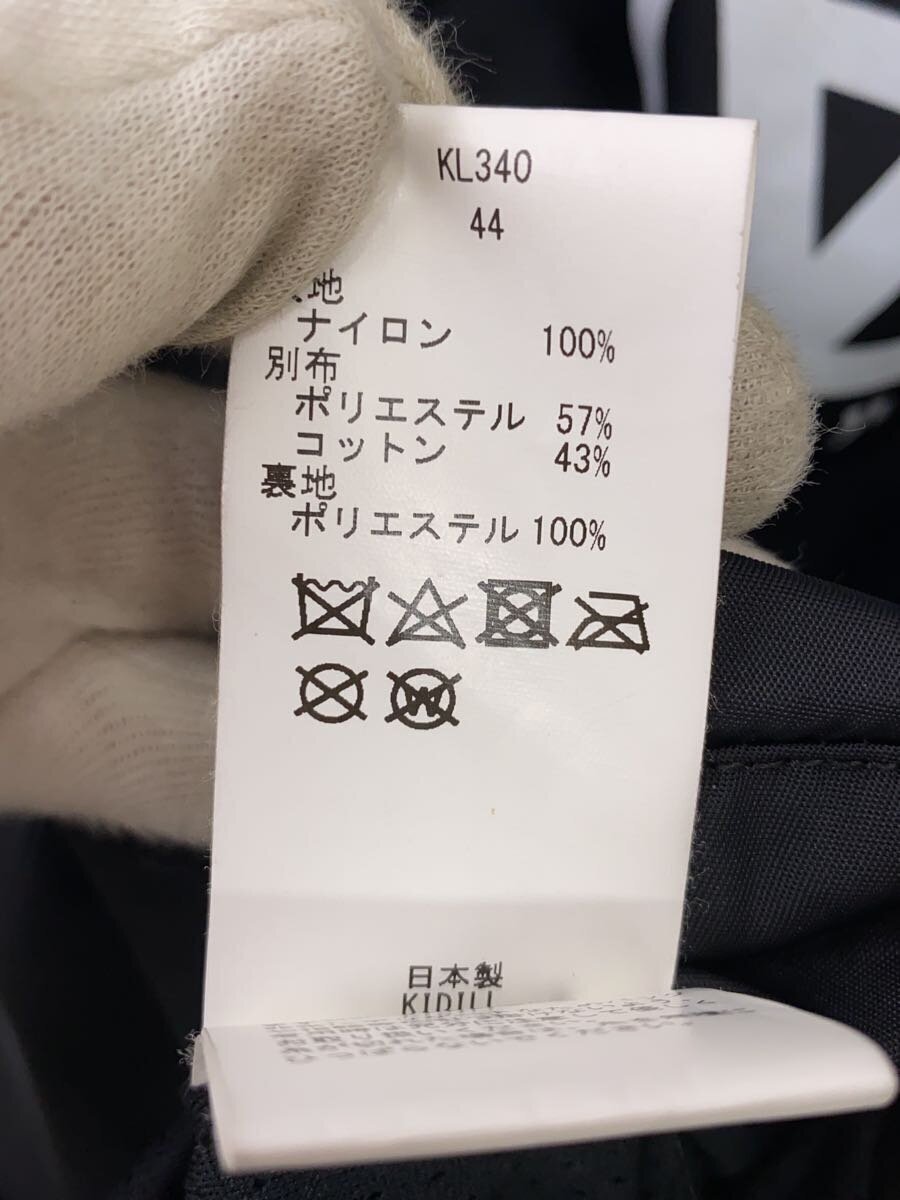 KL340
44
地
ナイロン 100%
別布
ポリエステル 57%
コットン 43%
裏地
ポリエステル 100%
W
日本製
KIDILL